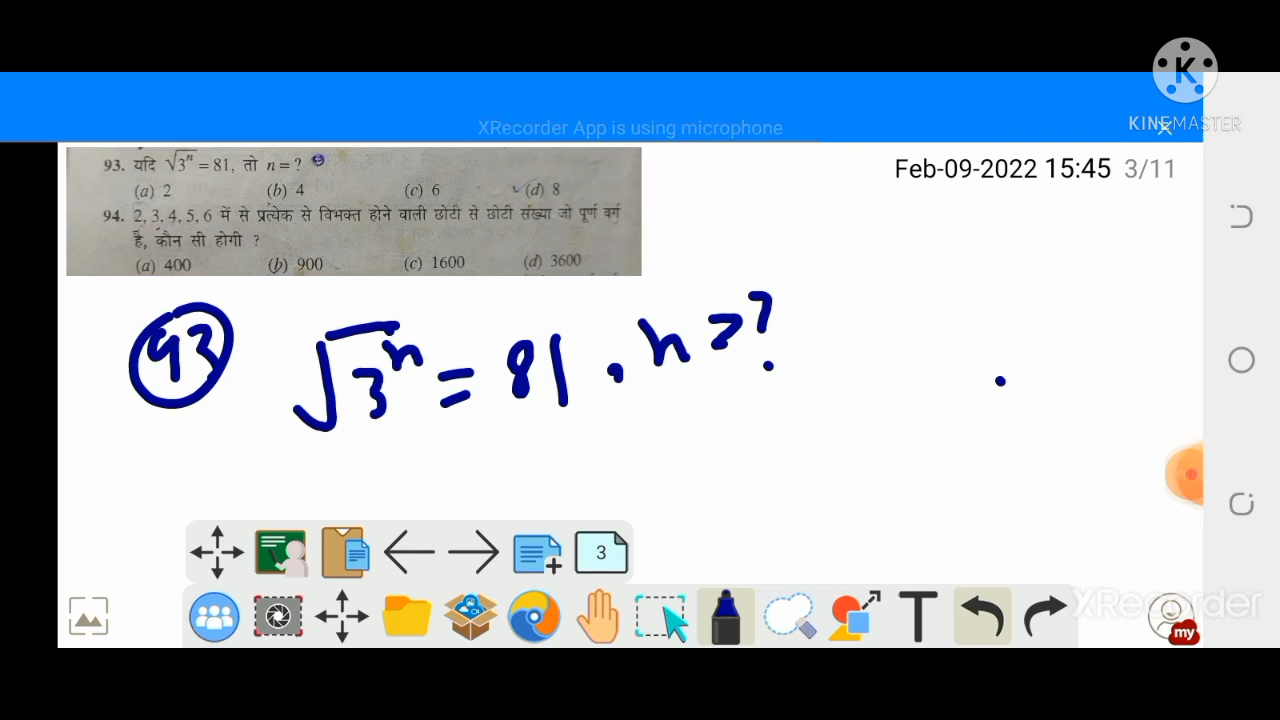 K
KINEMASTER
XRecorder App is using microphone
Feb-09-2022 15:45 3/11
93. यदि √3ⁿ = 81, तो n = ?
(a) 2 (b) 4 (c) 6 (d) 8
94. 2, 3, 4, 5, 6 में से प्रत्येक से विभक्त होने वाली छोटी से छोटी संख्या जो पूर्ण वर्ग
है, कौन सी होगी ?
(a) 400 (b) 900 (c) 1600 (d) 3600
93 √3ⁿ = 81 . n = ?
3
T
XRecorder
my